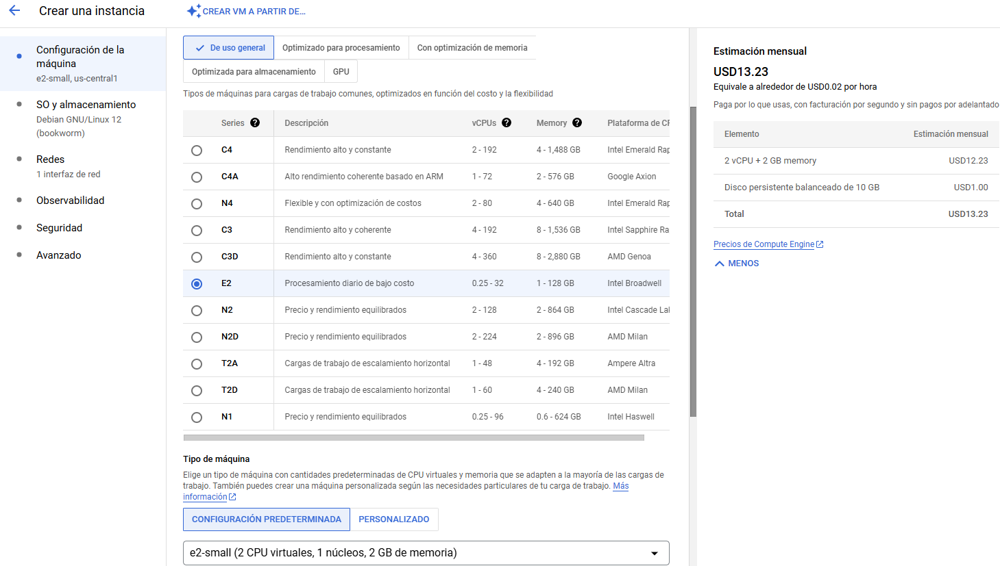 Crear una instancia
CREAR VM A PARTIR DE...
Configuración de la
máquina
e2-small, us-central1
SO y almacenamiento
Debian GNU/Linux 12
(bookworm)
Redes
1 interfaz de red
Observabilidad
Seguridad
Avanzado
De uso general
Optimizado para procesamiento
Con optimización de memoria
Optimizada para almacenamiento
GPU
Tipos de máquinas para cargas de trabajo comunes, optimizados en función del costo y la flexibilidad
Series ? Descripción vCPUs ? Memory ? Plataforma de CP
C4 Rendimiento alto y constante 2 - 192 4 - 1,488 GB Intel Emerald Rap
C4A Alto rendimiento coherente basado en ARM 1 - 72 2 - 576 GB Google Axion
N4 Flexible y con optimización de costos 2 - 80 4 - 640 GB Intel Emerald Rap
C3 Rendimiento alto y coherente 4 - 192 8 - 1,536 GB Intel Sapphire Ra
C3D Rendimiento alto y constante 4 - 360 8 - 2,880 GB AMD Genoa
E2 Procesamiento diario de bajo costo 0.25 - 32 1 - 128 GB Intel Broadwell
N2 Precio y rendimiento equilibrados 2 - 128 2 - 864 GB Intel Cascade Lak
N2D Precio y rendimiento equilibrados 2 - 224 2 - 896 GB AMD Milan
T2A Cargas de trabajo de escalamiento horizontal 1 - 48 4 - 192 GB Ampere Altra
T2D Cargas de trabajo de escalamiento horizontal 1 - 60 4 - 240 GB AMD Milan
N1 Precio y rendimiento equilibrados 0.25 - 96 0.6 - 624 GB Intel Haswell
Tipo de máquina
Elige un tipo de máquina con cantidades predeterminadas de CPU virtuales y memoria que se adapten a la mayoría de las cargas de
trabajo. También puedes crear una máquina personalizada según las necesidades particulares de tu carga de trabajo. Más
información
CONFIGURACIÓN PREDETERMINADA
PERSONALIZADO
e2-small (2 CPU virtuales, 1 núcleos, 2 GB de memoria)
Estimación mensual
USD13.23
Equivale a alrededor de USD0.02 por hora
Paga por lo que usas, con facturación por segundo y sin pagos por adelantado
Elemento Estimación mensual
2 vCPU + 2 GB memory USD12.23
Disco persistente balanceado de 10 GB USD1.00
Total USD13.23
Precios de Compute Engine
MENOS